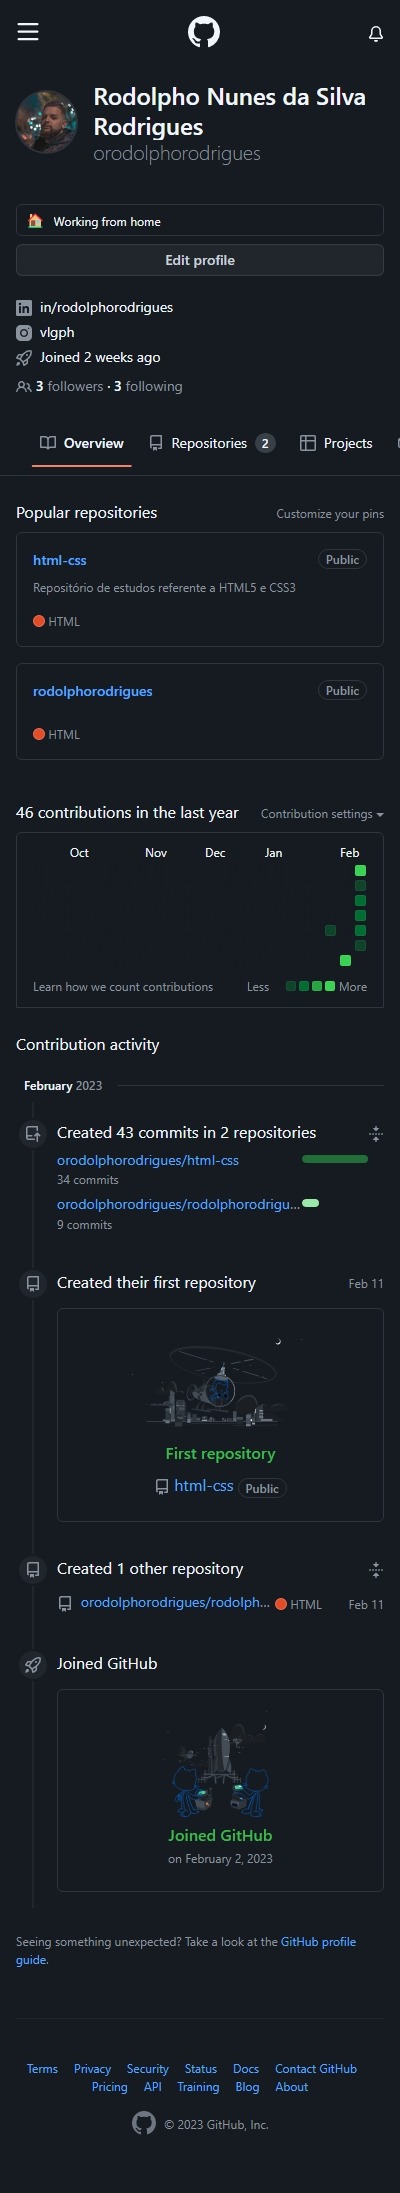 Rodolpho Nunes da Silva
Rodrigues
orodolphorodrigues
Working from home
Edit profile
in/rodolphorodrigues
vlgph
Joined 2 weeks ago
3 followers · 3 following
Overview Repositories 2 Projects
Popular repositories Customize your pins
html-css Public
Repositório de estudos referente a HTML5 e CSS3
HTML
rodolphorodrigues Public
HTML
46 contributions in the last year Contribution settings
Oct Nov Dec Jan Feb
Learn how we count contributions Less More
Contribution activity
February 2023
Created 43 commits in 2 repositories
orodolphorodrigues/html-css
34 commits
orodolphorodrigues/rodolphorodrigu...
9 commits
Created their first repository Feb 11
First repository
html-css Public
Created 1 other repository
orodolphorodrigues/rodolph... HTML Feb 11
Joined GitHub
Joined GitHub
on February 2, 2023
Seeing something unexpected? Take a look at the GitHub profile
guide.
Terms Privacy Security Status Docs Contact GitHub
Pricing API Training Blog About
© 2023 GitHub, Inc.